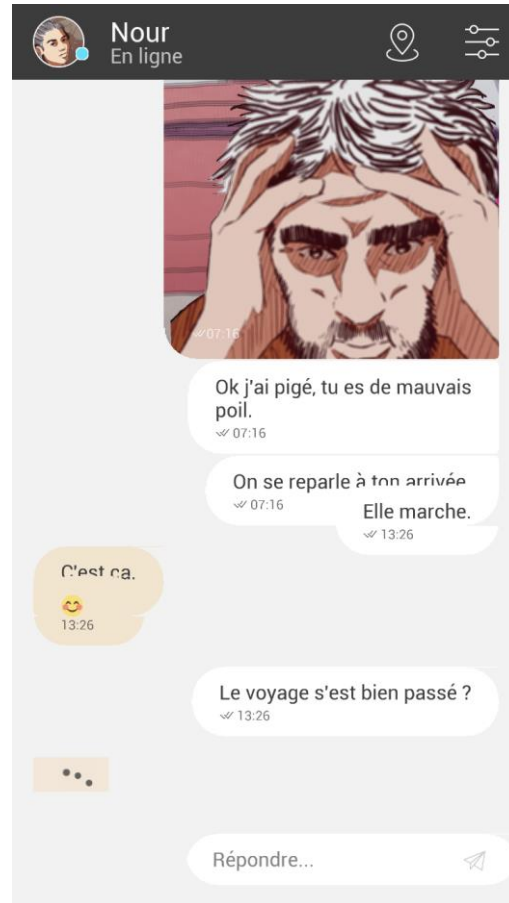 Nour
En ligne
07:16
Ok j'ai pigé, tu es de mauvais
poil.
07:16
On se reparle à ton arrivée
07:16
Elle marche.
13:26
C'est ça.
😊
13:26
Le voyage s'est bien passé ?
13:26
Répondre...